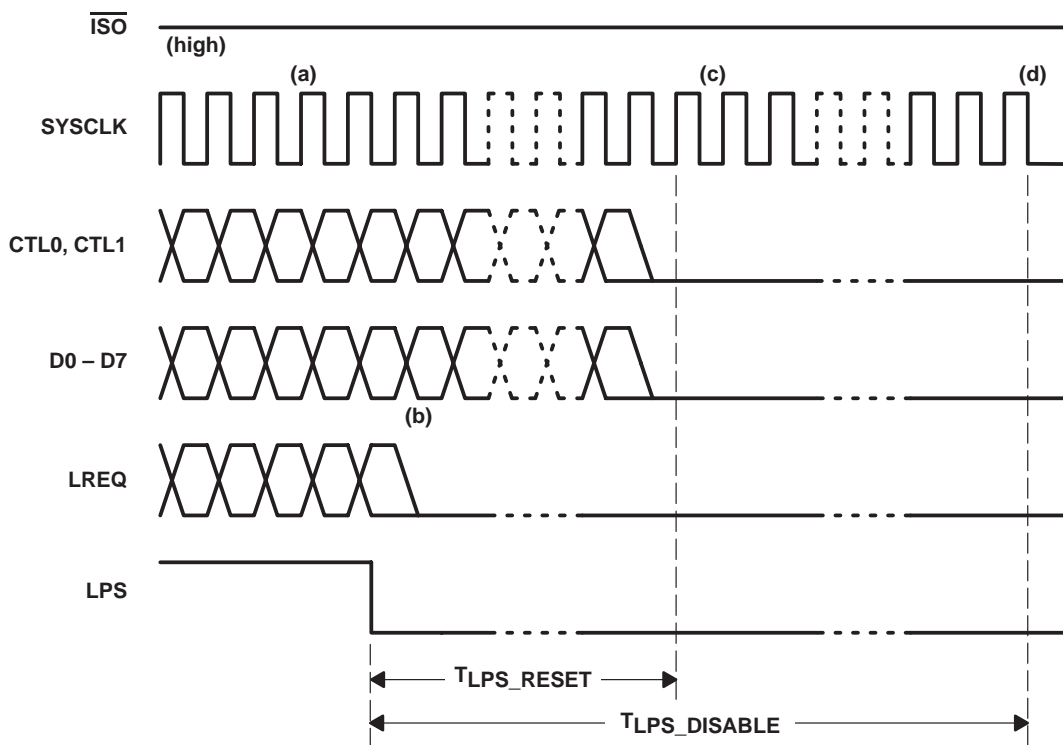 ISO
(high)
(a) (c) (d)
SYSCLK
CTL0, CTL1
D0 – D7
(b)
LREQ
LPS
TLPS_RESET
TLPS_DISABLE